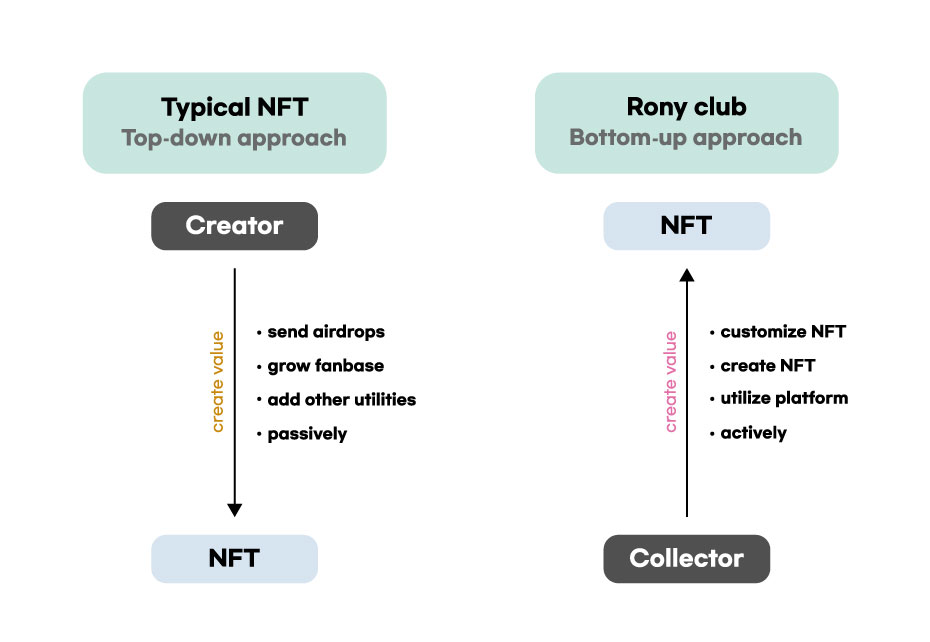 Typical NFT
Top-down approach
Creator
create value
• send airdrops
• grow fanbase
• add other utilities
• passively
NFT
Rony club
Bottom-up approach
NFT
create value
• customize NFT
• create NFT
• utilize platform
• actively
Collector